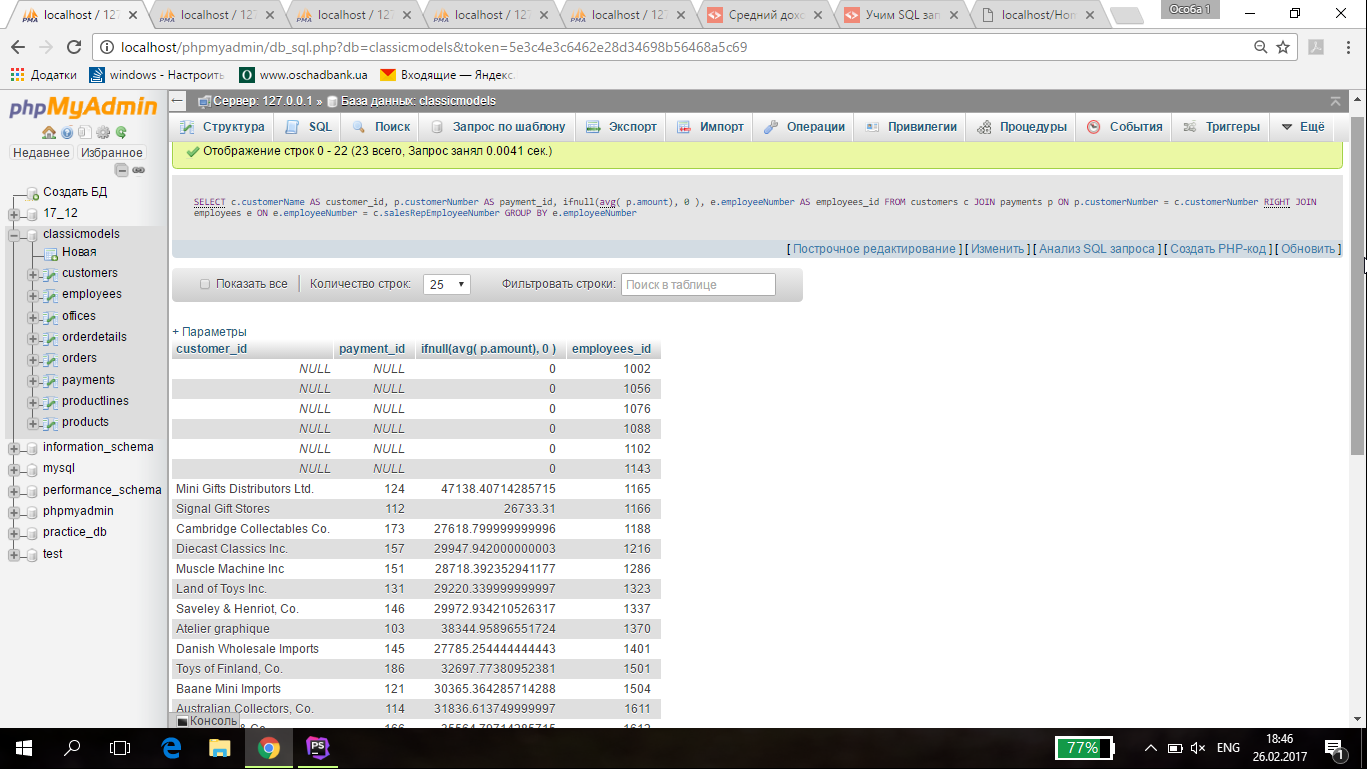 localhost / 127
localhost / 127
localhost / 127
localhost / 127
localhost / 127
Средний дохо
Учим SQL зап
localhost/Hom
Особа 1
localhost/phpmyadmin/db_sql.php?db=classicmodels&token=5e3c4e3c6462e28d34698b56468a5c69
Додатки
windows - Настроить
www.oschadbank.ua
Входящие — Яндекс.
phpMyAdmin
Недавнее
Избранное
Создать БД
17_12
classicmodels
Новая
customers
employees
offices
orderdetails
orders
payments
productlines
products
information_schema
mysql
performance_schema
phpmyadmin
practice_db
test
Сервер: 127.0.0.1 » База данных: classicmodels
Структура
SQL
Поиск
Запрос по шаблону
Экспорт
Импорт
Операции
Привилегии
Процедуры
События
Триггеры
Ещё
Отображение строк 0 - 22 (23 всего, Запрос занял 0.0041 сек.)
SELECT c.customerName AS customer_id, p.customerNumber AS payment_id, ifnull(avg( p.amount), 0 ), e.employeeNumber AS employees_id FROM customers c JOIN payments p ON p.customerNumber = c.customerNumber RIGHT JOIN
employees e ON e.employeeNumber = c.salesRepEmployeeNumber GROUP BY e.employeeNumber
[ Построчное редактирование ] [ Изменить ] [ Анализ SQL запроса ] [ Создать PHP-код ] [ Обновить ]
Показать все
Количество строк:
25
Фильтровать строки:
Поиск в таблице
+ Параметры
customer_id payment_id ifnull(avg( p.amount), 0 ) employees_id
NULL NULL 0 1002
NULL NULL 0 1056
NULL NULL 0 1076
NULL NULL 0 1088
NULL NULL 0 1102
NULL NULL 0 1143
Mini Gifts Distributors Ltd. 124 47138.40714285715 1165
Signal Gift Stores 112 26733.31 1166
Cambridge Collectables Co. 173 27618.799999999996 1188
Diecast Classics Inc. 157 29947.942000000003 1216
Muscle Machine Inc 151 28718.392352941177 1286
Land of Toys Inc. 131 29220.339999999997 1323
Saveley & Henriot, Co. 146 29972.934210526317 1337
Atelier graphique 103 38344.95896551724 1370
Danish Wholesale Imports 145 27785.254444444443 1401
Toys of Finland, Co. 186 32697.77380952381 1501
Baane Mini Imports 121 30365.364285714288 1504
Australian Collectors, Co. 114 31836.613749999997 1611
& Co. 166 35564.79714285715 1612
Консоль
77%
ENG
18:46
26.02.2017
1